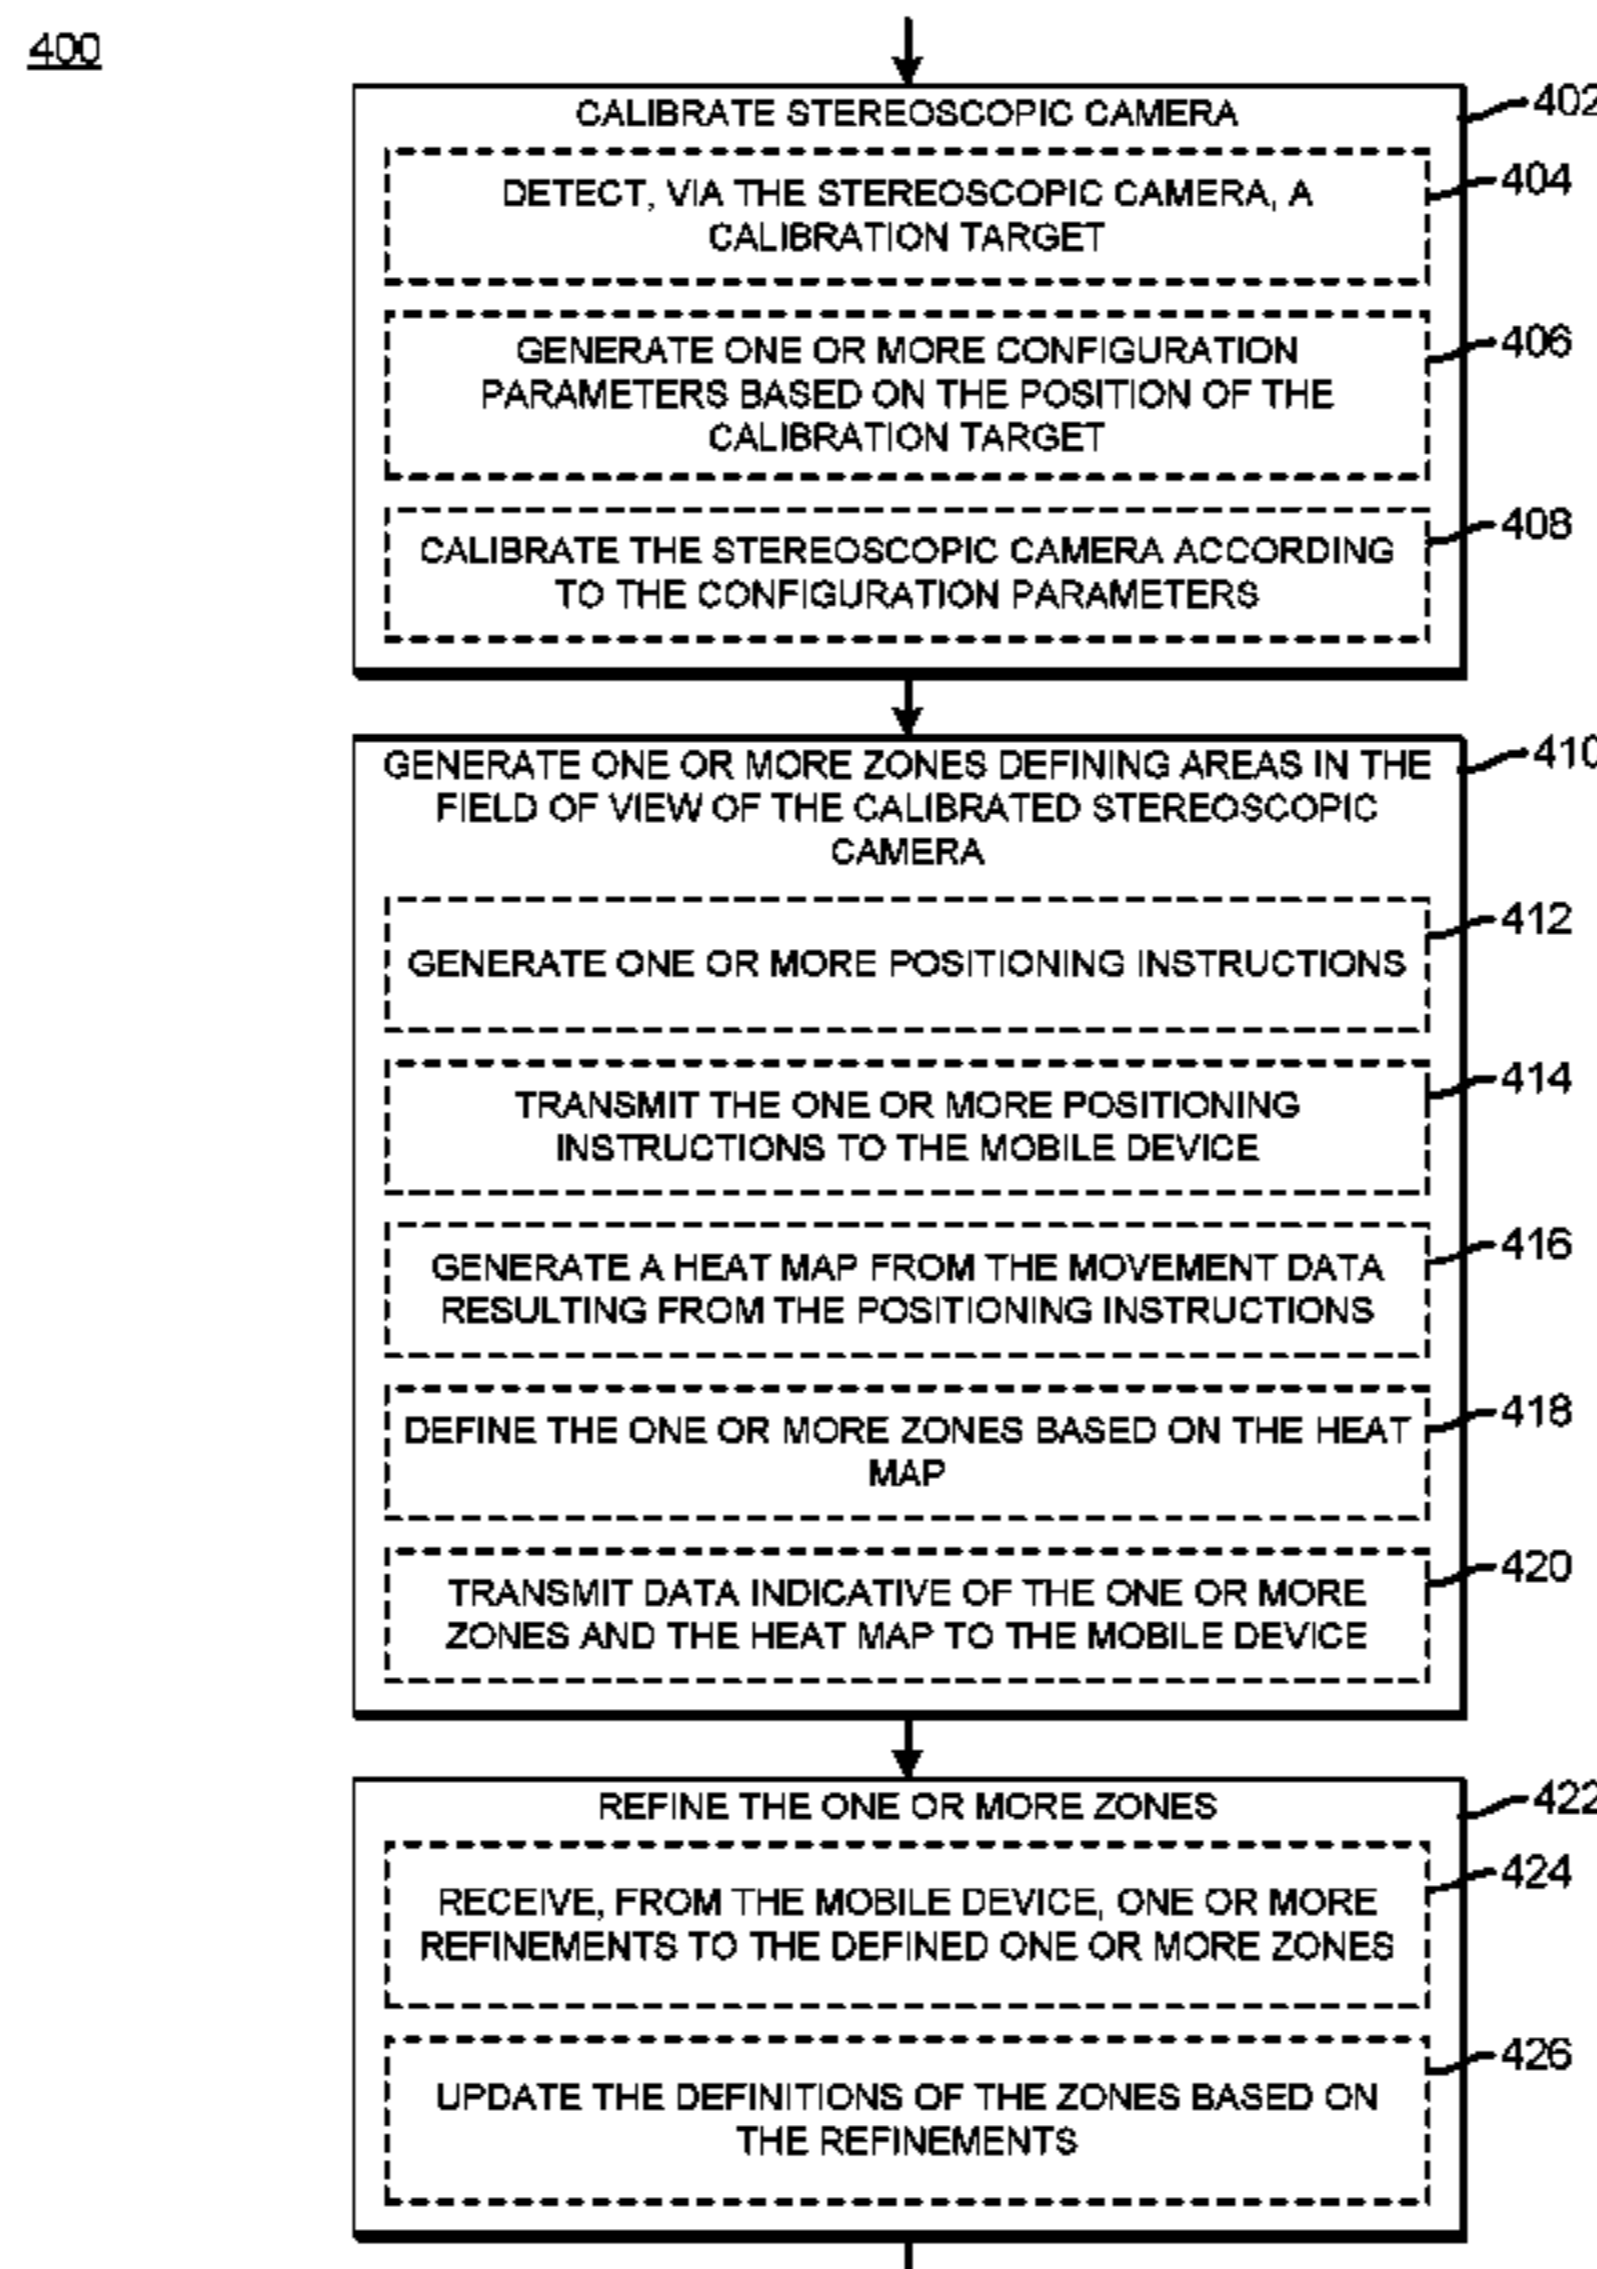 400
CALIBRATE STEREOSCOPIC CAMERA
402
DETECT, VIA THE STEREOSCOPIC CAMERA, A
CALIBRATION TARGET
404
GENERATE ONE OR MORE CONFIGURATION
PARAMETERS BASED ON THE POSITION OF THE
CALIBRATION TARGET
406
CALIBRATE THE STEREOSCOPIC CAMERA ACCORDING
TO THE CONFIGURATION PARAMETERS
408
GENERATE ONE OR MORE ZONES DEFINING AREAS IN THE
FIELD OF VIEW OF THE CALIBRATED STEREOSCOPIC
CAMERA
410
GENERATE ONE OR MORE POSITIONING INSTRUCTIONS
412
TRANSMIT THE ONE OR MORE POSITIONING
INSTRUCTIONS TO THE MOBILE DEVICE
414
GENERATE A HEAT MAP FROM THE MOVEMENT DATA
RESULTING FROM THE POSITIONING INSTRUCTIONS
416
DEFINE THE ONE OR MORE ZONES BASED ON THE HEAT
MAP
418
TRANSMIT DATA INDICATIVE OF THE ONE OR MORE
ZONES AND THE HEAT MAP TO THE MOBILE DEVICE
420
REFINE THE ONE OR MORE ZONES
422
RECEIVE, FROM THE MOBILE DEVICE, ONE OR MORE
REFINEMENTS TO THE DEFINED ONE OR MORE ZONES
424
UPDATE THE DEFINITIONS OF THE ZONES BASED ON
THE REFINEMENTS
426